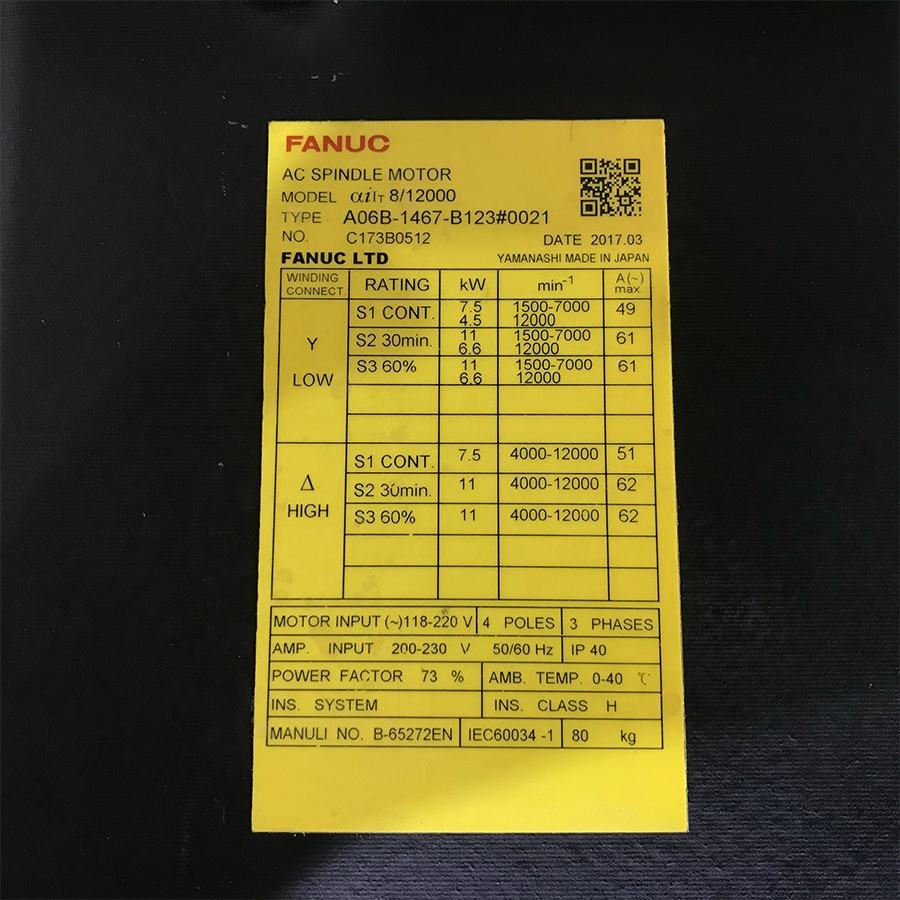 FANUC
AC SPINDLE MOTOR
MODEL αiIT 8/12000
TYPE A06B-1467-B123#0021
NO. C173B0512 DATE 2017.03
FANUC LTD YAMANASHI MADE IN JAPAN
WINDING CONNECT. RATING kW min⁻¹ A(~) max.
Y LOW
S1 CONT. 7.5 1500-7000 49
4.5 12000
S2 30min. 11 1500-7000 61
6.6 12000
S3 60% 11 1500-7000 61
6.6 12000
Δ HIGH
S1 CONT. 7.5 4000-12000 51
S2 30min. 11 4000-12000 62
S3 60% 11 4000-12000 62
MOTOR INPUT (~)118-220 V 4 POLES 3 PHASES
AMP. INPUT 200-230 V 50/60 Hz IP 40
POWER FACTOR 73 % AMB. TEMP. 0-40 ℃
INS. SYSTEM INS. CLASS H
MANULI NO. B-65272EN IEC60034 -1 80 kg